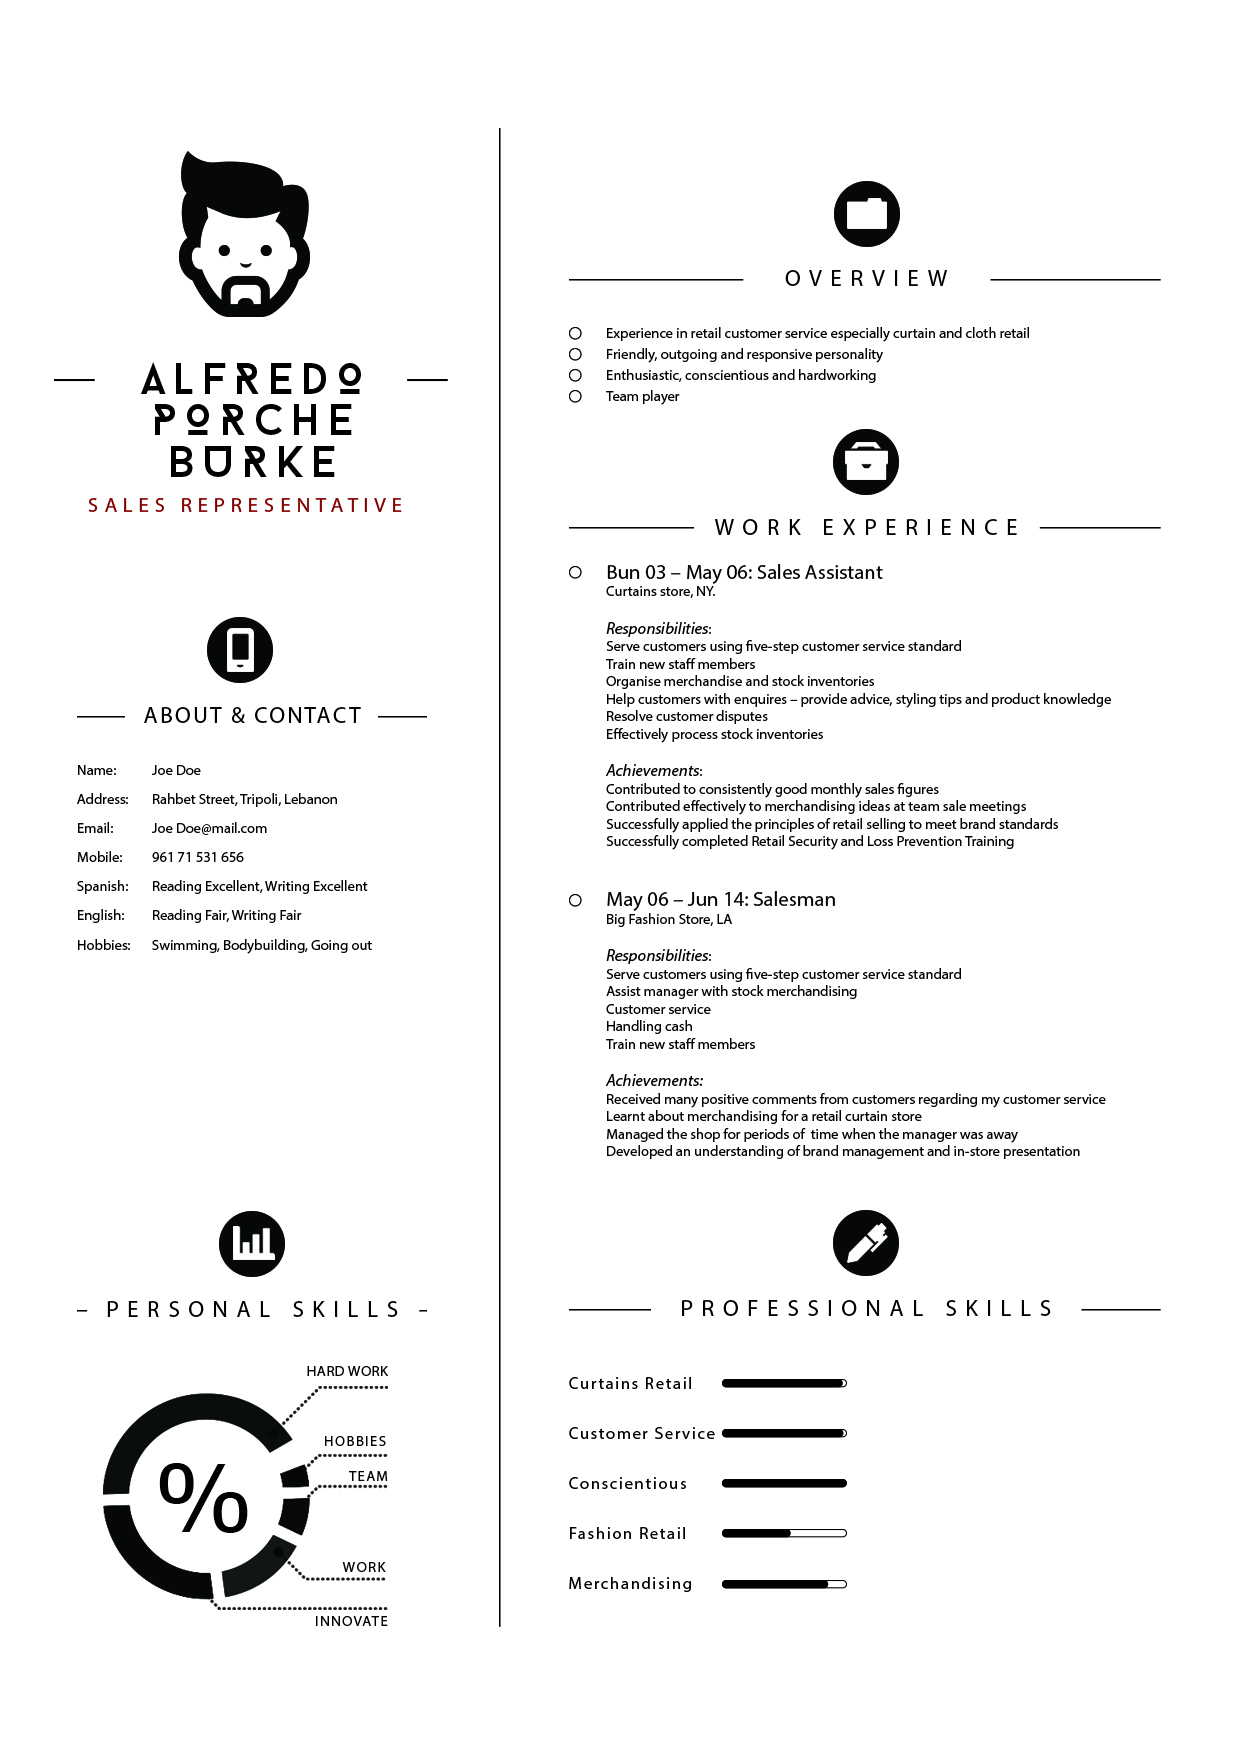 ALFREDO
PORCHE
BURKE
SALES REPRESENTATIVE
ABOUT & CONTACT
Name: Joe Doe
Address: Rahbet Street, Tripoli, Lebanon
Email: Joe Doe@mail.com
Mobile: 961 71 531 656
Spanish: Reading Excellent, Writing Excellent
English: Reading Fair, Writing Fair
Hobbies: Swimming, Bodybuilding, Going out
- PERSONAL SKILLS -
HARD WORK
HOBBIES
TEAM
%
WORK
INNOVATE
OVERVIEW
Experience in retail customer service especially curtain and cloth retail
Friendly, outgoing and responsive personality
Enthusiastic, conscientious and hardworking
Team player
WORK EXPERIENCE
Bun 03 – May 06: Sales Assistant
Curtains store, NY.
Responsibilities:
Serve customers using five-step customer service standard
Train new staff members
Organise merchandise and stock inventories
Help customers with enquires – provide advice, styling tips and product knowledge
Resolve customer disputes
Effectively process stock inventories
Achievements:
Contributed to consistently good monthly sales figures
Contributed effectively to merchandising ideas at team sale meetings
Successfully applied the principles of retail selling to meet brand standards
Successfully completed Retail Security and Loss Prevention Training
May 06 – Jun 14: Salesman
Big Fashion Store, LA
Responsibilities:
Serve customers using five-step customer service standard
Assist manager with stock merchandising
Customer service
Handling cash
Train new staff members
Achievements:
Received many positive comments from customers regarding my customer service
Learnt about merchandising for a retail curtain store
Managed the shop for periods of  time when the manager was away
Developed an understanding of brand management and in-store presentation
PROFESSIONAL SKILLS
Curtains Retail
Customer Service
Conscientious
Fashion Retail
Merchandising